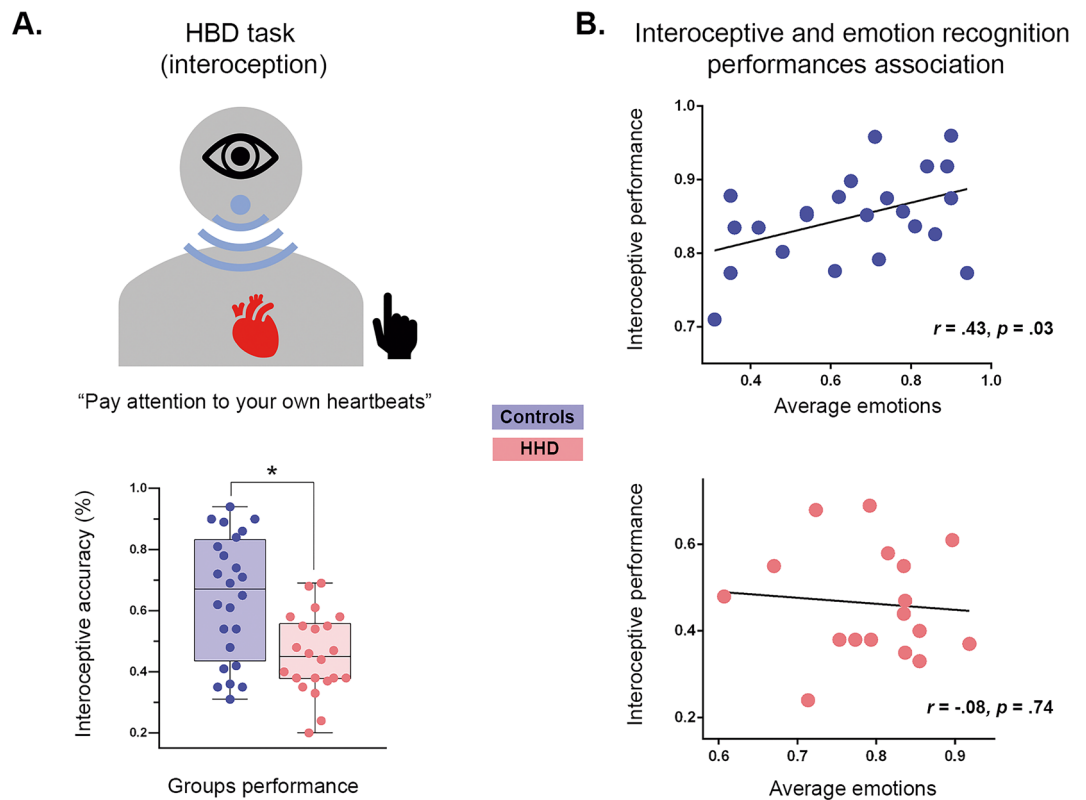 A.
HBD task
(interoception)
“Pay attention to your own heartbeats”
Controls
HHD
*
Interoceptive accuracy (%)
1.0
0.8
0.6
0.4
0.2
Groups performance
B.
Interoceptive and emotion recognition
performances association
Interoceptive performance
1.0
0.9
0.8
0.7
r = .43, p = .03
0.4
0.6
0.8
1.0
Average emotions
Interoceptive performance
0.6
0.4
0.2
r = -.08, p = .74
0.6
0.7
0.8
0.9
Average emotions